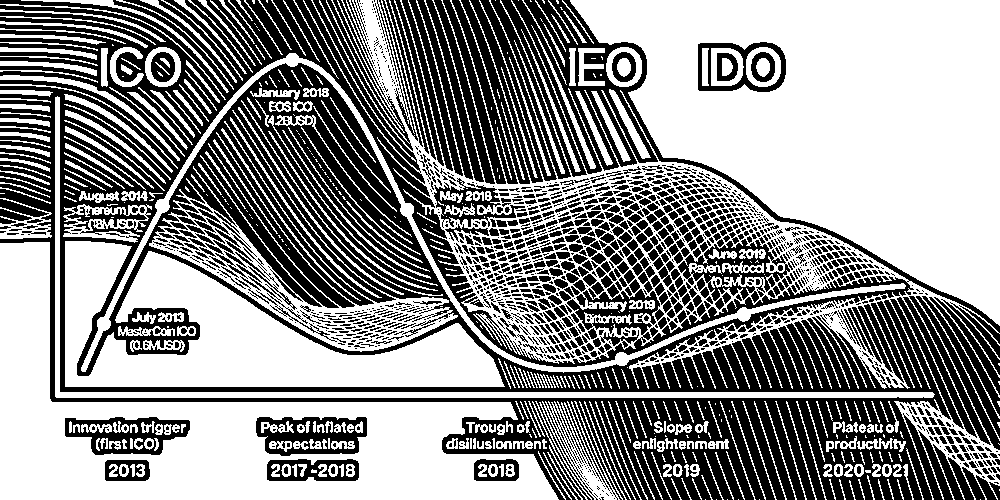 ICO
IEO
IDO
January 2018
EOS ICO
(4.2BUSD)
August 2014
Ethereum ICO
(18MUSD)
May 2018
The Abyss DAICO
(63MUSD)
June 2019
Raven Protocol IDO
(0.5MUSD)
July 2013
MasterCoin ICO
(0.6MUSD)
January 2019
Bittorrent IEO
(7MUSD)
Innovation trigger
(first ICO)
2013
Peak of inflated
expectations
2017-2018
Trough of
disillusionment
2018
Slope of
enlightenment
2019
Plateau of
productivity
2020-2021